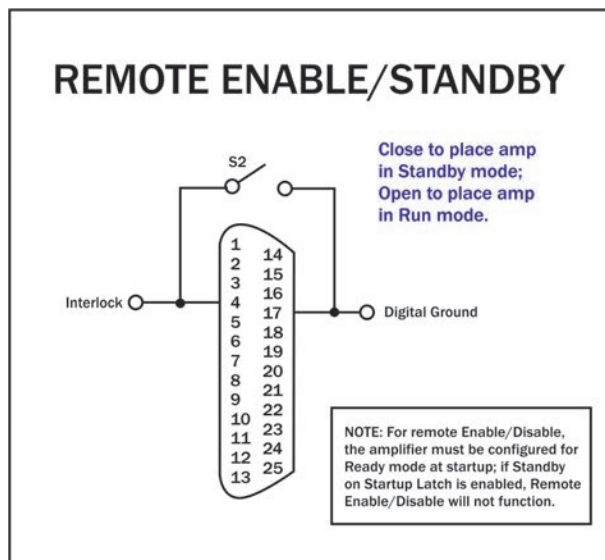 REMOTE ENABLE/STANDBY
Close to place amp
in Standby mode;
Open to place amp
in Run mode.
S2
1
2
3
4
5
6
7
8
9
10
11
12
13
14
15
16
17
18
19
20
21
22
23
24
25
Interlock
Digital Ground
NOTE: For remote Enable/Disable,
the amplifier must be configured for
Ready mode at startup; if Standby
on Startup Latch is enabled, Remote
Enable/Disable will not function.